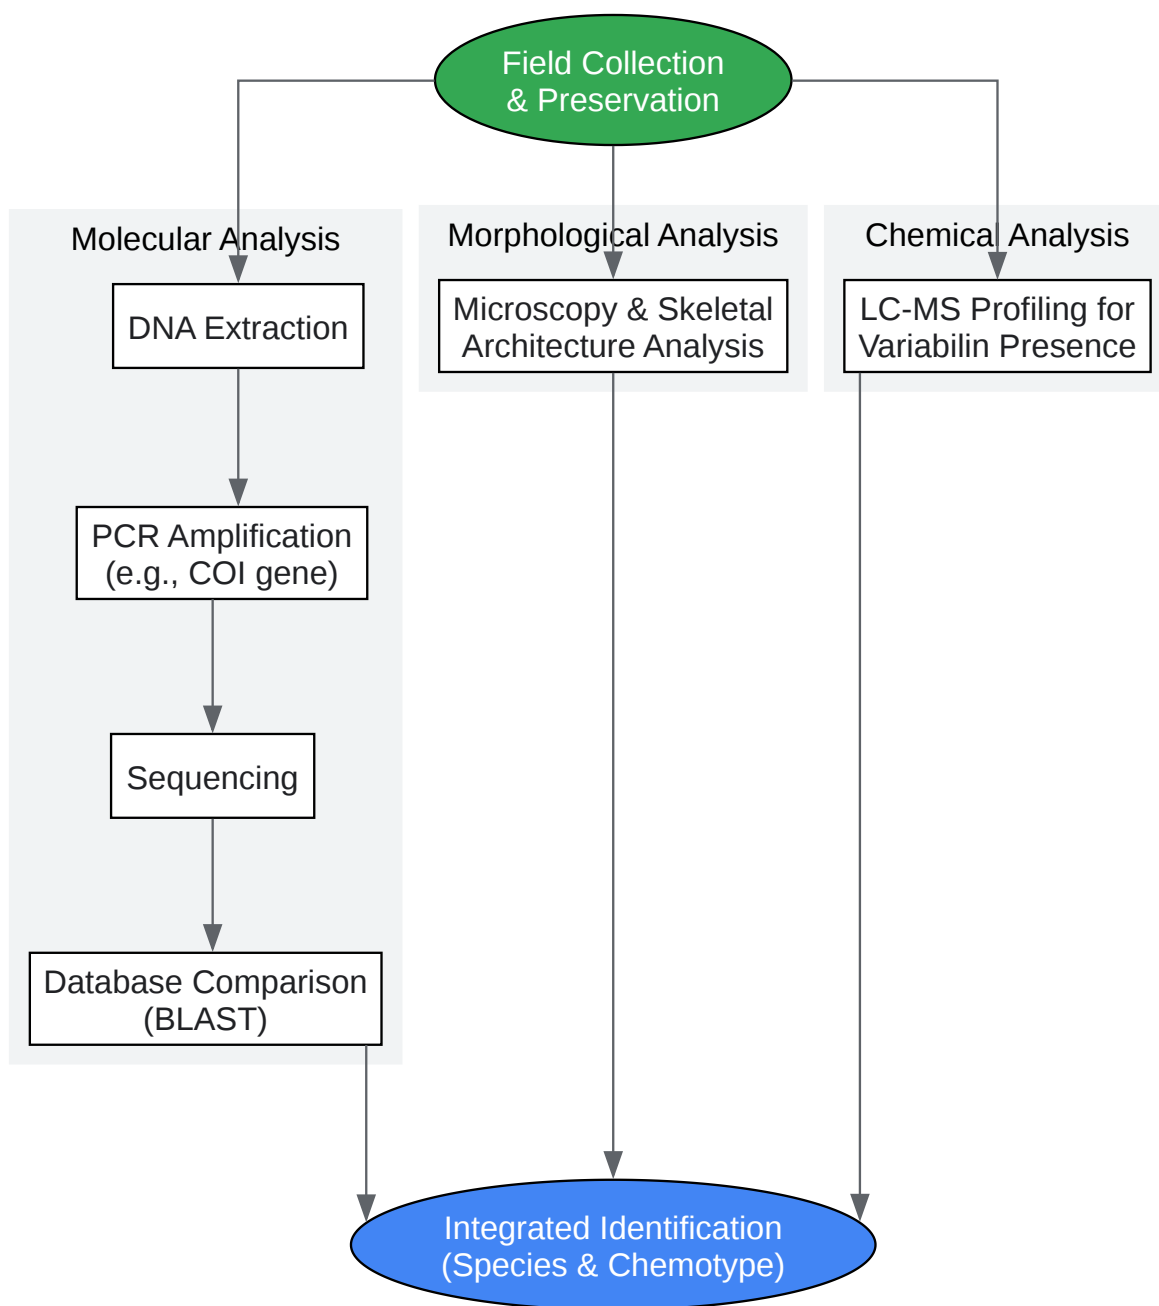 Field Collection
& Preservation
Molecular Analysis
DNA Extraction
PCR Amplification
(e.g., COI gene)
Sequencing
Database Comparison
(BLAST)
Morphological Analysis
Microscopy & Skeletal
Architecture Analysis
Chemical Analysis
LC-MS Profiling for
Variabilin Presence
Integrated Identification
(Species & Chemotype)